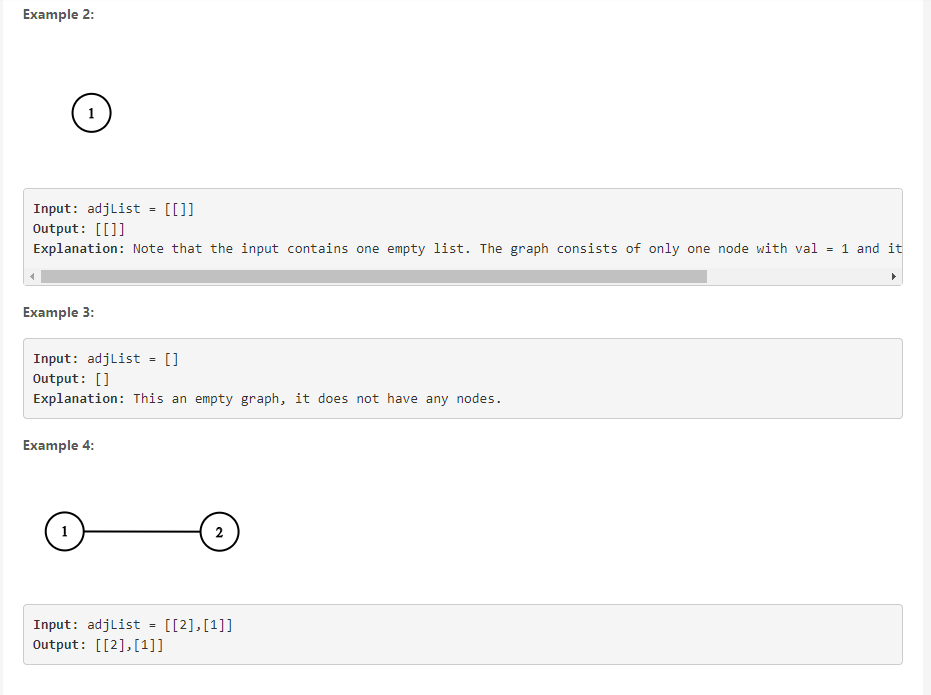 Example 2:
1
Input: adjList = [[]]
Output: [[]]
Explanation: Note that the input contains one empty list. The graph consists of only one node with val = 1 and it
Example 3:
Input: adjList = []
Output: []
Explanation: This an empty graph, it does not have any nodes.
Example 4:
1 2
Input: adjList = [[2],[1]]
Output: [[2],[1]]